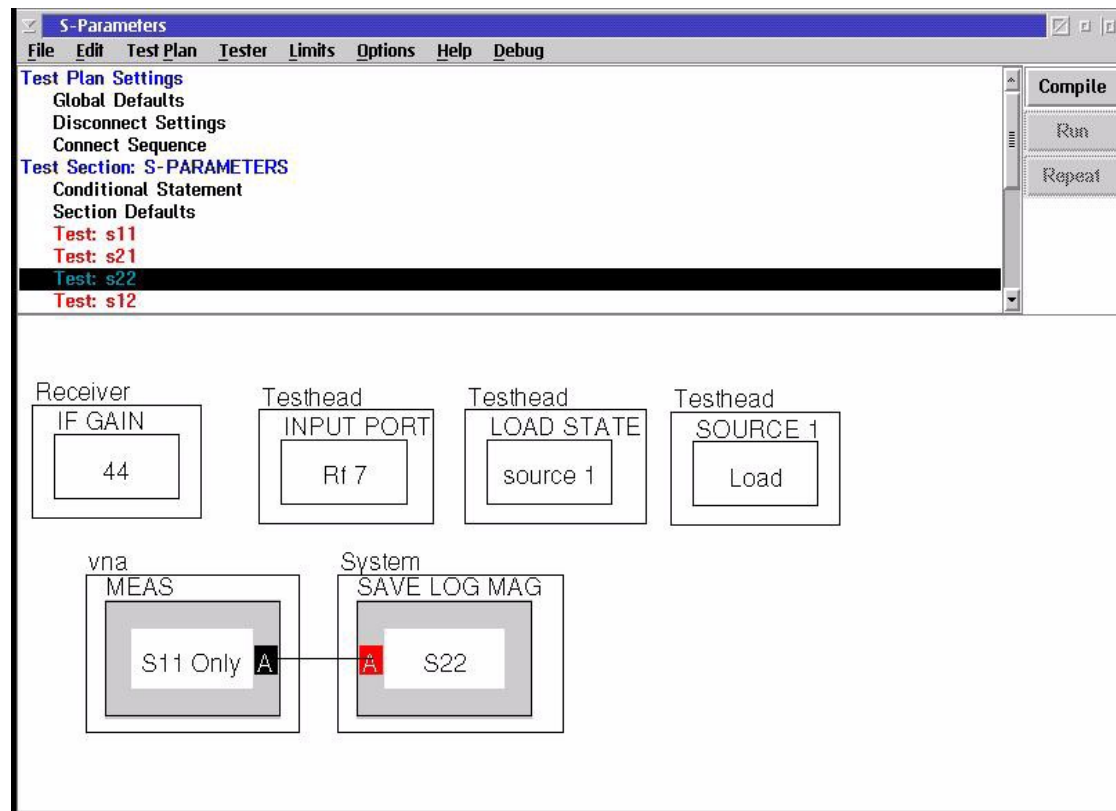 S-Parameters
File Edit Test Plan Tester Limits Options Help Debug
Test Plan Settings
Global Defaults
Disconnect Settings
Connect Sequence
Test Section: S-PARAMETERS
Conditional Statement
Section Defaults
Test: s11
Test: s21
Test: s22
Test: s12
Compile
Run
Repeat
Receiver
IF GAIN
44
Testhead
INPUT PORT
Rf 7
Testhead
LOAD STATE
source 1
Testhead
SOURCE 1
Load
vna
MEAS
S11 Only A
System
SAVE LOG MAG
A S22